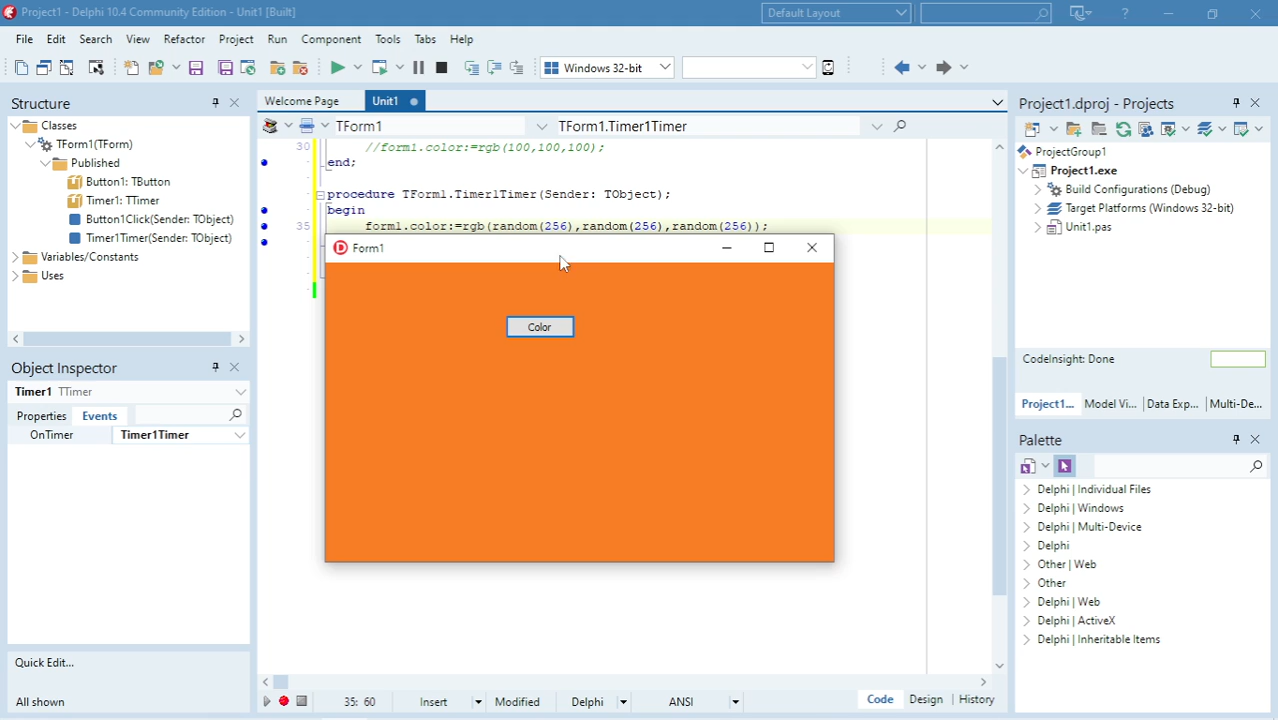 Project1 - Delphi 10.4 Community Edition - Unit1 [Built]
Default Layout
File Edit Search View Refactor Project Run Component Tools Tabs Help
Windows 32-bit
Structure
Classes
TForm1(TForm)
Published
Button1: TButton
Timer1: TTimer
Button1Click(Sender: TObject)
Timer1Timer(Sender: TObject)
Variables/Constants
Uses
Object Inspector
Timer1 TTimer
Properties Events
OnTimer Timer1Timer
Quick Edit...
All shown
Welcome Page Unit1
TForm1 TForm1.Timer1Timer
30 //form1.color:=rgb(100,100,100);
end;
procedure TForm1.Timer1Timer(Sender: TObject);
begin
35 form1.color:=rgb(random(256),random(256),random(256));
Form1
Color
35: 60 Insert Modified Delphi ANSI Code Design History
Project1.dproj - Projects
ProjectGroup1
Project1.exe
Build Configurations (Debug)
Target Platforms (Windows 32-bit)
Unit1.pas
CodeInsight: Done
Project1... Model Vi... Data Exp... Multi-De...
Palette
Delphi | Individual Files
Delphi | Windows
Delphi | Multi-Device
Delphi
Other | Web
Other
Delphi | Web
Delphi | ActiveX
Delphi | Inheritable Items